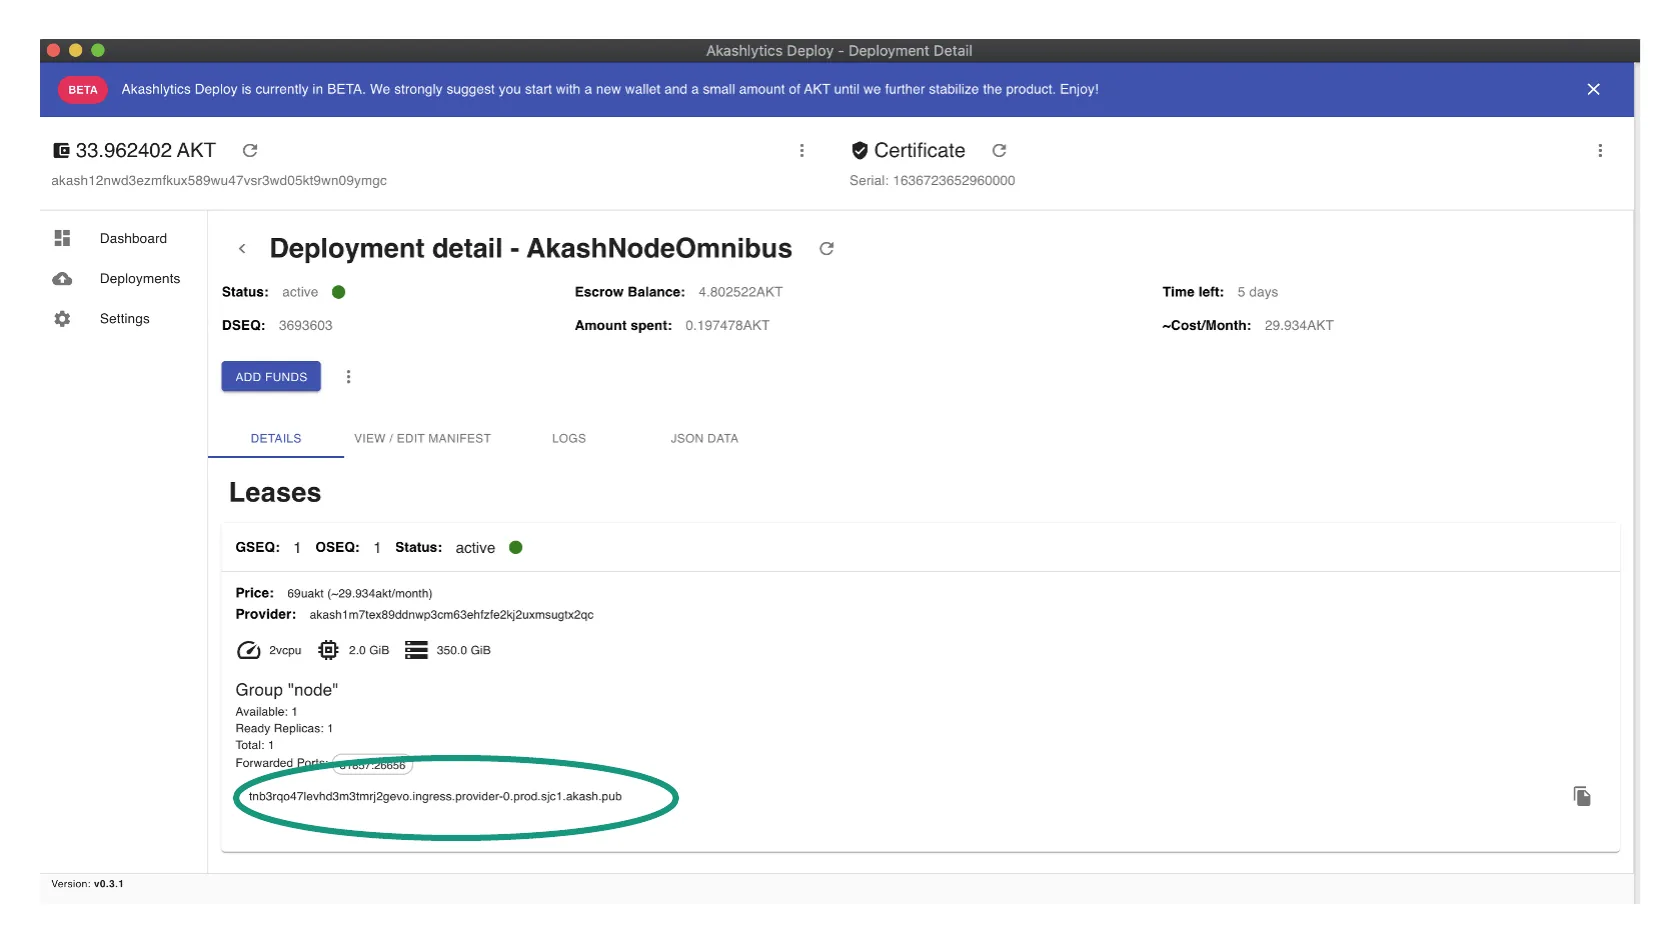 Akashlytics Deploy - Deployment Detail
BETA Akashlytics Deploy is currently in BETA. We strongly suggest you start with a new wallet and a small amount of AKT until we further stabilize the product. Enjoy!
33.962402 AKT
akash12nwd3ezmfkux589wu47vsr3wd05kt9wn09ymgc
Certificate
Serial: 1636723652960000
Dashboard
Deployments
Settings
Deployment detail - AkashNodeOmnibus
Status: active
Escrow Balance: 4.802522AKT
Time left: 5 days
DSEQ: 3693603
Amount spent: 0.197478AKT
~Cost/Month: 29.934AKT
ADD FUNDS
DETAILS VIEW / EDIT MANIFEST LOGS JSON DATA
Leases
GSEQ: 1 OSEQ: 1 Status: active
Price: 69uakt (~29.934akt/month)
Provider: akash1m7tex89ddnwp3cm63ehfzfe2kj2uxmsugtx2qc
2vcpu 2.0 GiB 350.0 GiB
Group "node"
Available: 1
Ready Replicas: 1
Total: 1
Forwarded Ports:
tnb3rqo47levhd3m3tmrj2gevo.ingress.provider-0.prod.sjc1.akash.pub
Version: v0.3.1